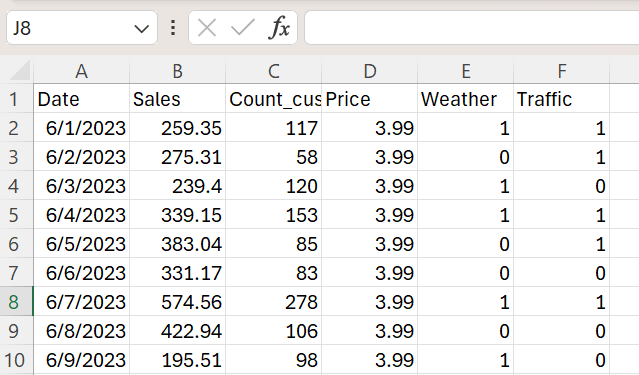 J8 fx
A B C D E F
1 Date Sales Count_cus Price Weather Traffic
2 6/1/2023 259.35 117 3.99 1 1
3 6/2/2023 275.31 58 3.99 0 1
4 6/3/2023 239.4 120 3.99 1 0
5 6/4/2023 339.15 153 3.99 1 1
6 6/5/2023 383.04 85 3.99 0 1
7 6/6/2023 331.17 83 3.99 0 0
8 6/7/2023 574.56 278 3.99 1 1
9 6/8/2023 422.94 106 3.99 0 0
10 6/9/2023 195.51 98 3.99 1 0